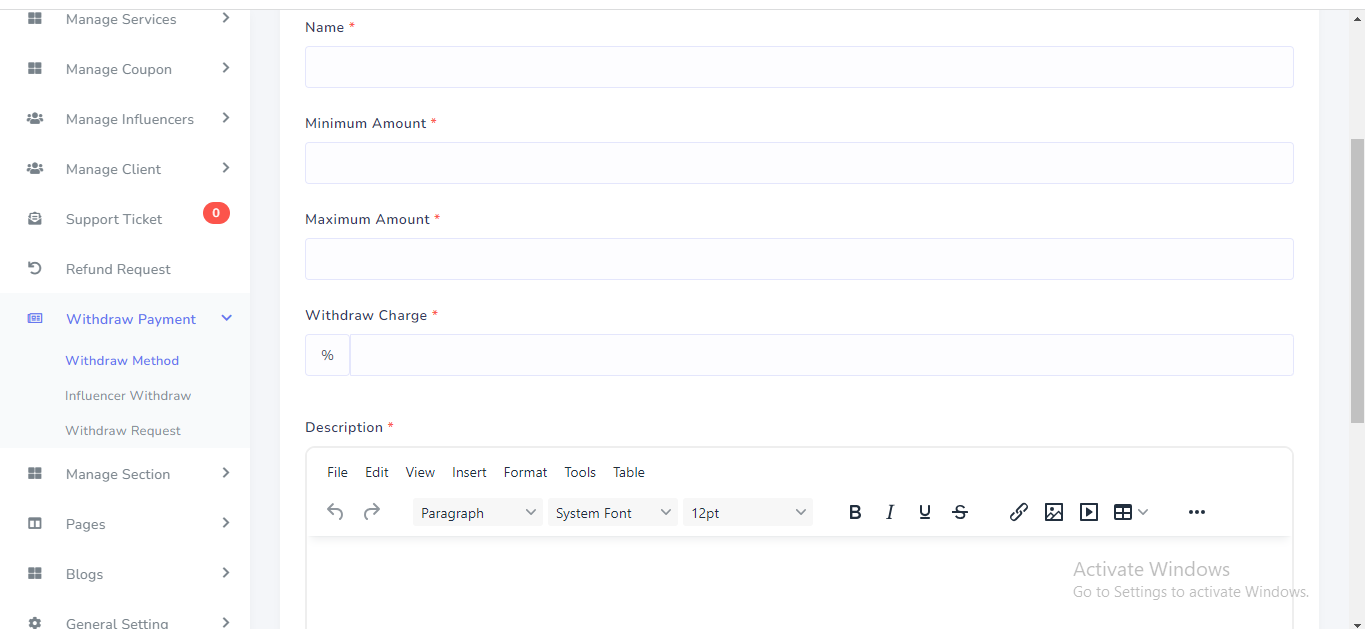 Manage Services
Manage Coupon
Manage Influencers
Manage Client
Support Ticket 0
Refund Request
Withdraw Payment
Withdraw Method
Influencer Withdraw
Withdraw Request
Manage Section
Pages
Blogs
General Setting
Name *
Minimum Amount *
Maximum Amount *
Withdraw Charge *
%
Description *
File Edit View Insert Format Tools Table
Paragraph System Font 12pt B I U S
Activate Windows
Go to Settings to activate Windows.